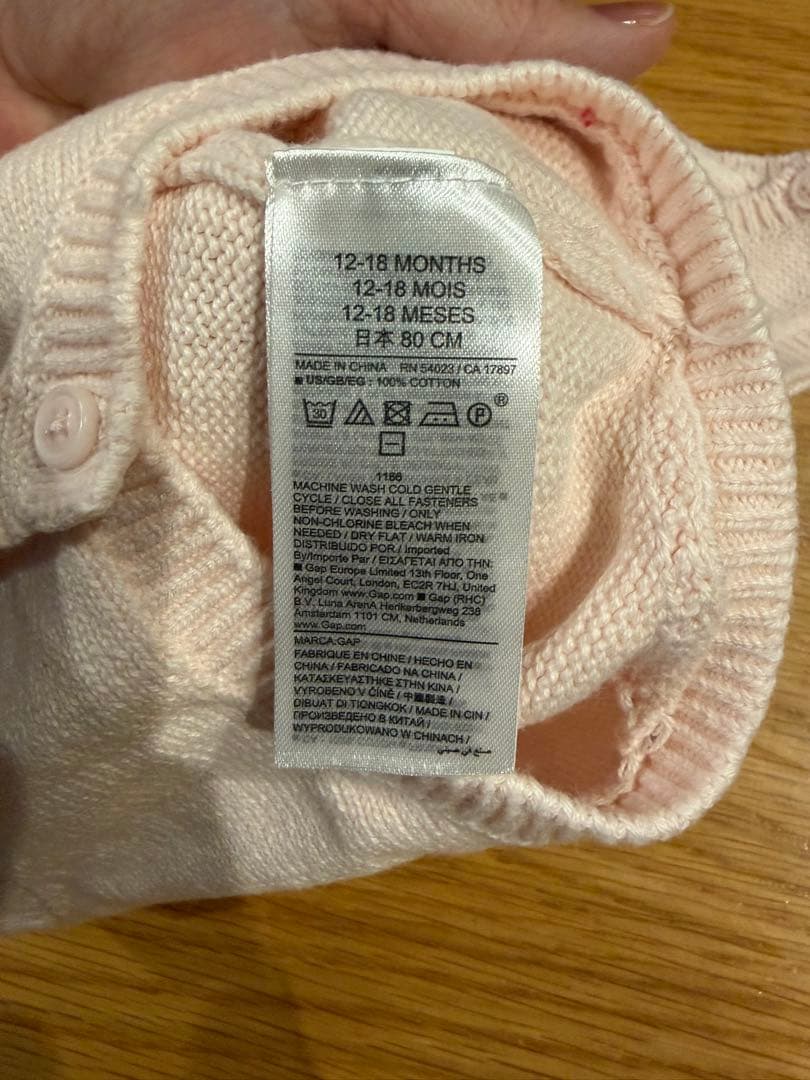 12-18 MONTHS
12-18 MOIS
12-18 MESES
日本 80 CM
MADE IN CHINA RN 54023 / CA 17897
■ US/GB/EG : 100% COTTON
30 P ®
1166
MACHINE WASH COLD GENTLE
CYCLE / CLOSE ALL FASTENERS
BEFORE WASHING / ONLY
NON-CHLORINE BLEACH WHEN
NEEDED / DRY FLAT / WARM IRON
DISTRIBUIDO POR / Imported
By/Importe Par / ΕΙΣΑΓΕΤΑΙ ΑΠΟ ΤΗΝ:
■ Gap Europe Limited 13th Floor, One
Angel Court, London, EC2R 7HJ, United
Kingdom www.Gap.com ■ Gap (RHC)
B.V. Luna ArenA Herikerbergweg 238
Amsterdam 1101 CM, Netherlands
www.Gap.com
MARCA:GAP
FABRIQUE EN CHINE / HECHO EN
CHINA / FABRICADO NA CHINA /
ΚΑΤΑΣΚΕΥΑΣΤΗΚΕ ΣΤΗΝ ΚΙΝΑ /
VYROBENO V ČÍNĚ / 中國製造 /
DIBUAT DI TIONGKOK / MADE IN CIN /
ПРОИЗВЕДЕНО В КИТАЙ /
WYPRODUKOWANO W CHINACH /
صنع في صيني